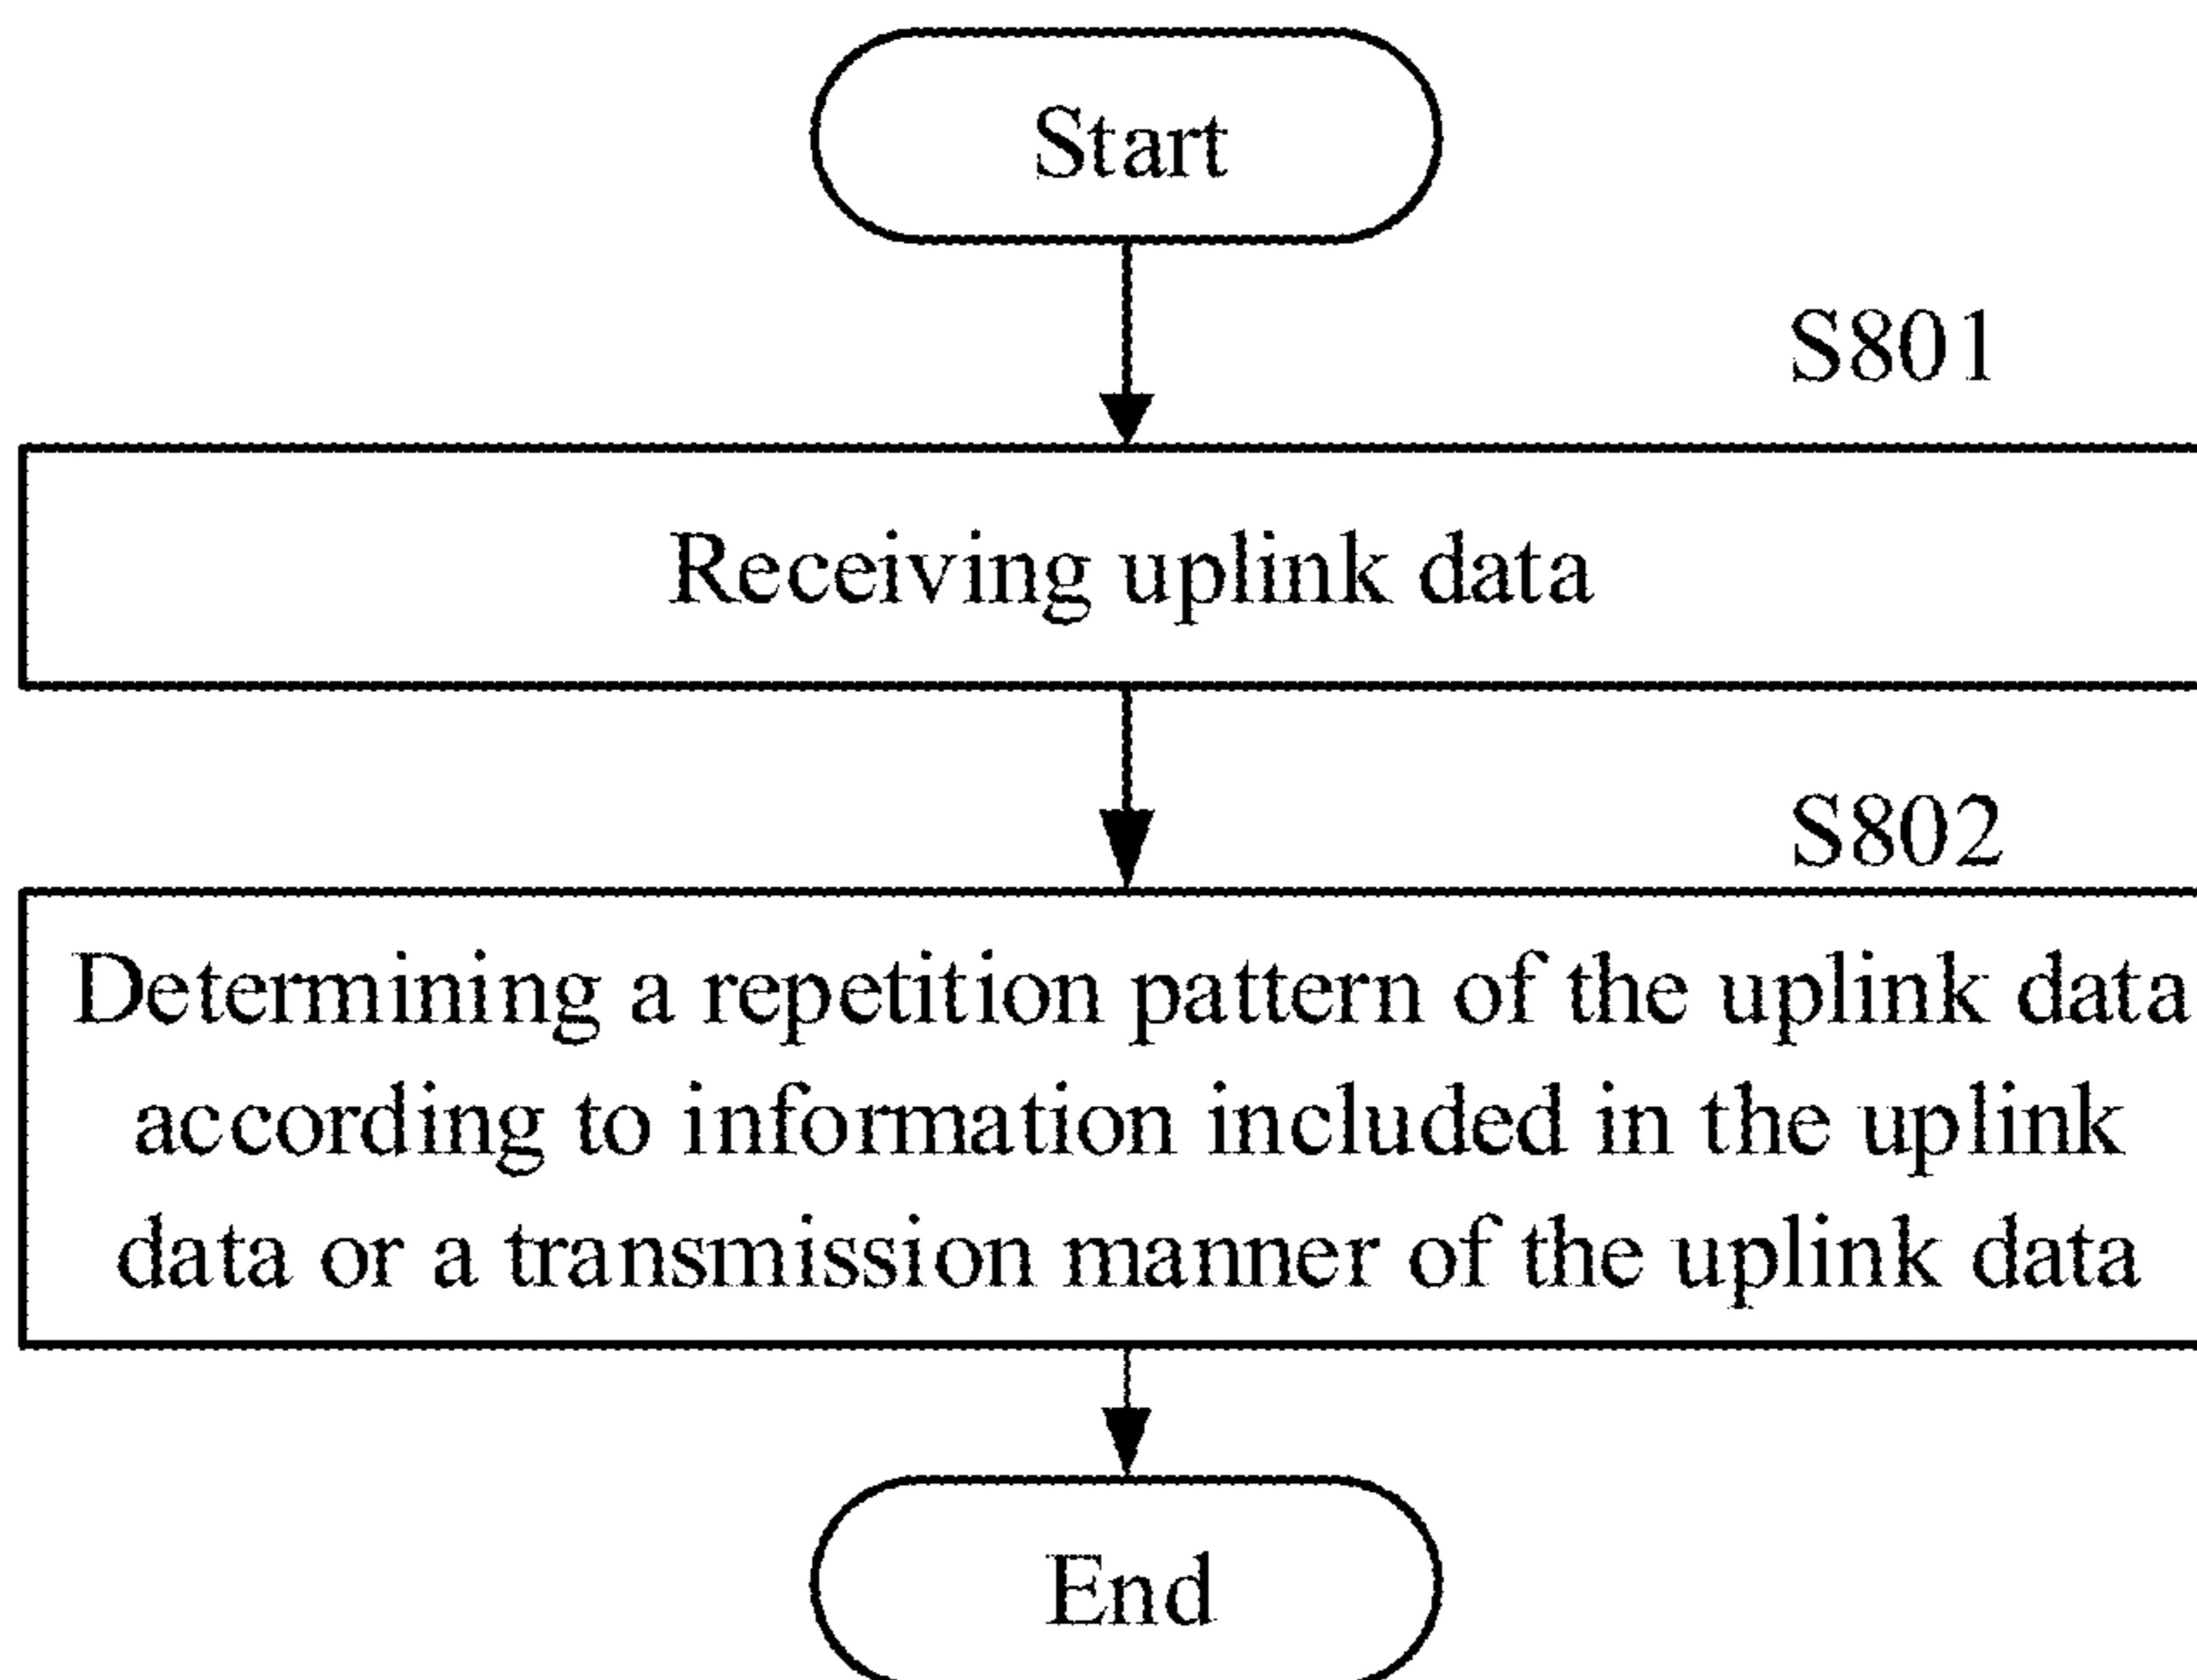 Start
S801
Receiving uplink data
S802
Determining a repetition pattern of the uplink data
according to information included in the uplink
data or a transmission manner of the uplink data
End